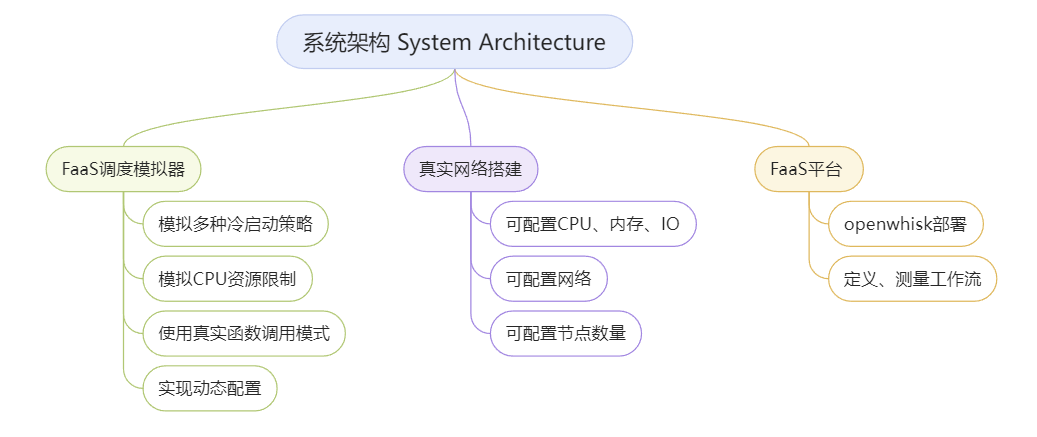 系统架构 System Architecture
FaaS调度模拟器
模拟多种冷启动策略
模拟CPU资源限制
使用真实函数调用模式
实现动态配置
真实网络搭建
可配置CPU、内存、IO
可配置网络
可配置节点数量
FaaS平台
openwhisk部署
定义、测量工作流